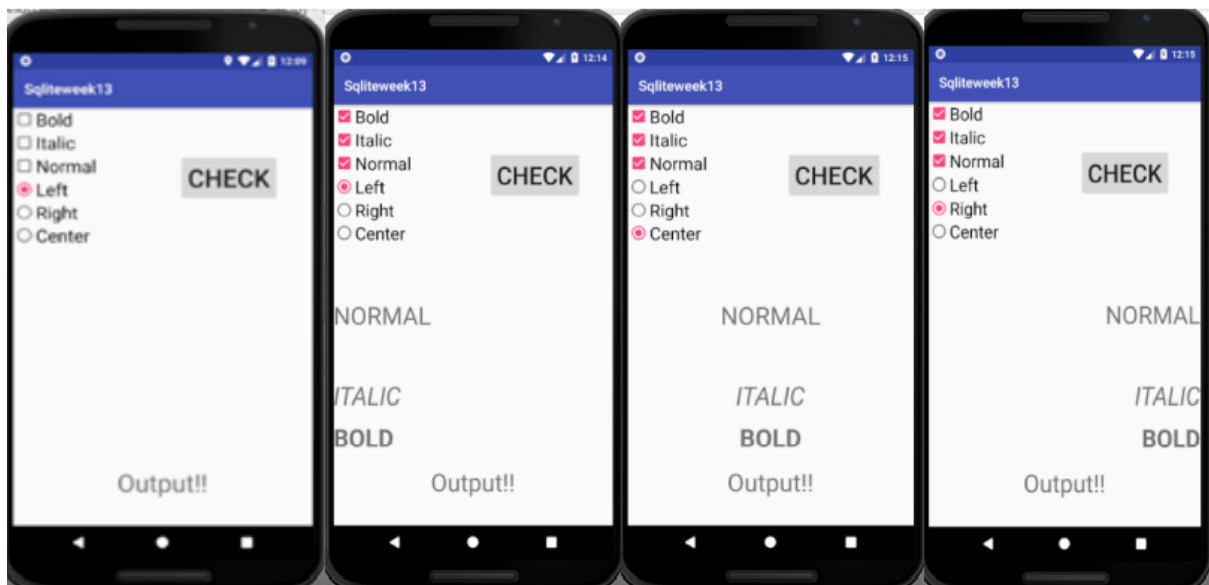 12:09
Sqliteweek13
Bold
Italic
Normal
Left
Right
Center
CHECK
Output!!
12:14
Sqliteweek13
Bold
Italic
Normal
Left
Right
Center
CHECK
NORMAL
ITALIC
BOLD
Output!!
12:15
Sqliteweek13
Bold
Italic
Normal
Left
Right
Center
CHECK
NORMAL
ITALIC
BOLD
Output!!
12:15
Sqliteweek13
Bold
Italic
Normal
Left
Right
Center
CHECK
NORMAL
ITALIC
BOLD
Output!!